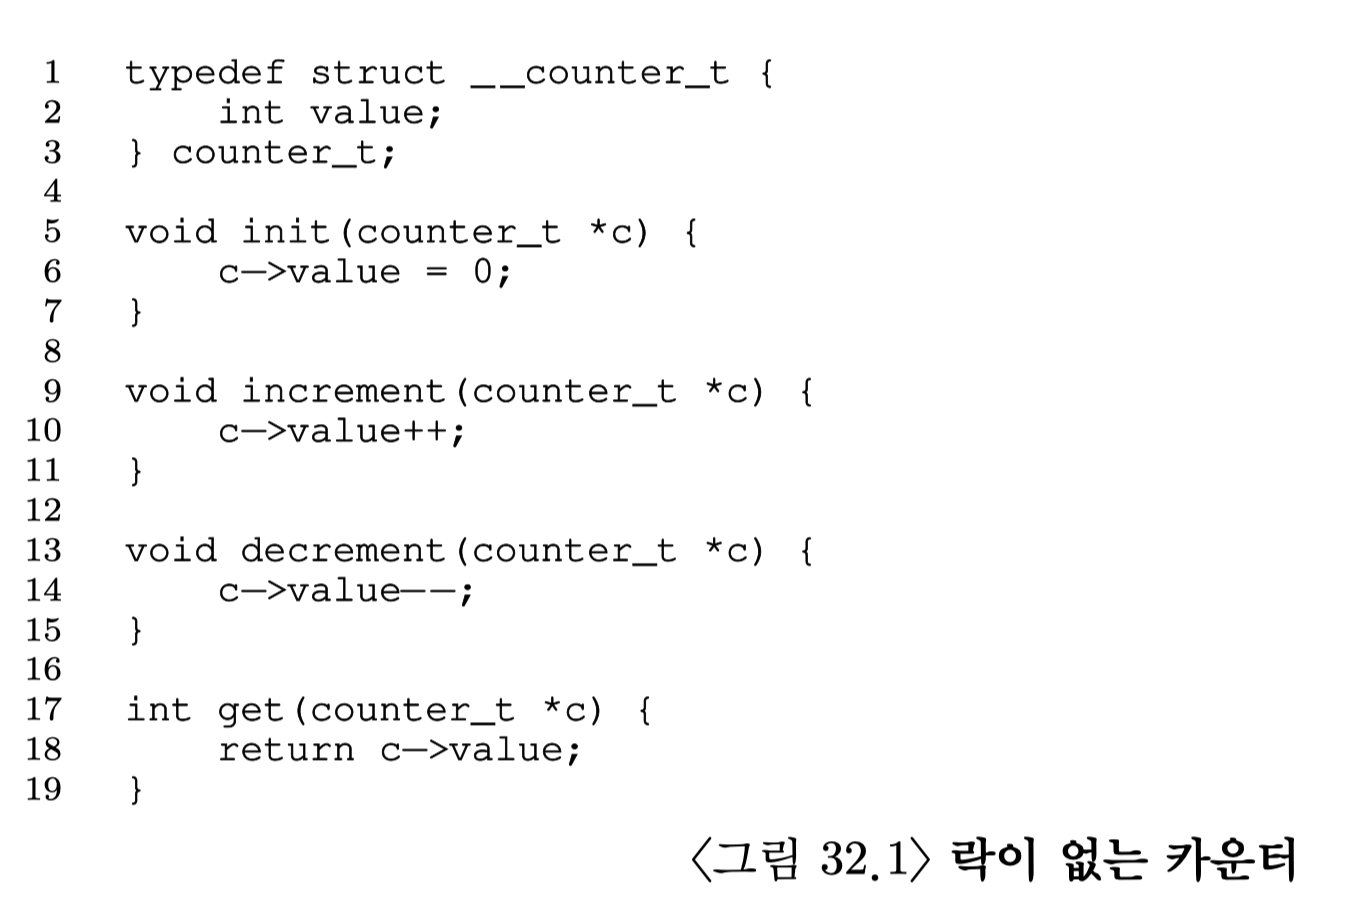 1 typedef struct __counter_t {
2     int value;
3 } counter_t;
4
5 void init(counter_t *c) {
6     c->value = 0;
7 }
8
9 void increment(counter_t *c) {
10     c->value++;
11 }
12
13 void decrement(counter_t *c) {
14     c->value--;
15 }
16
17 int get(counter_t *c) {
18     return c->value;
19 }
〈그림 32.1〉 락이 없는 카운터